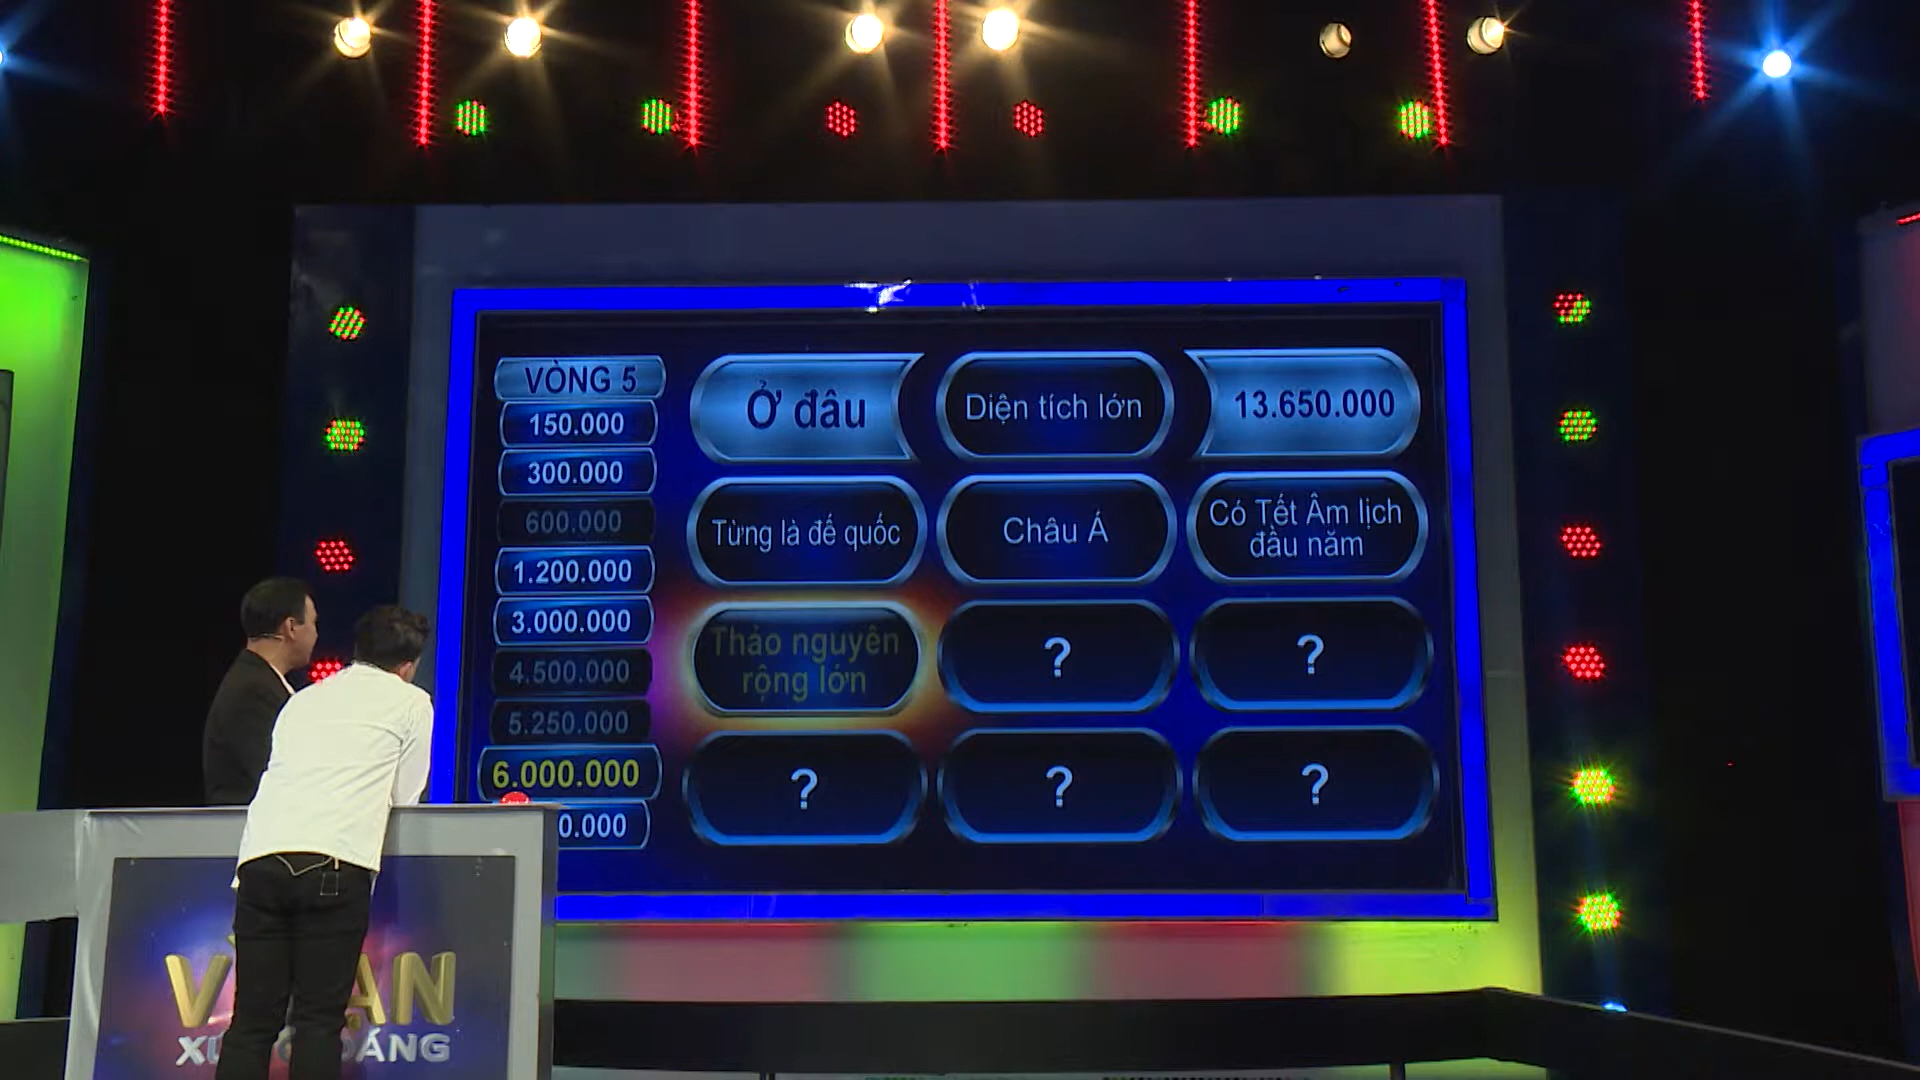 VÒNG 5
150.000
300.000
600.000
1.200.000
3.000.000
4.500.000
5.250.000
6.000.000
0.000
Ở đâu
Diện tích lớn
13.650.000
Từng là đế quốc
Châu Á
Có Tết Âm lịch
đầu năm
Thảo nguyên
rộng lớn
?
?
?
?
?